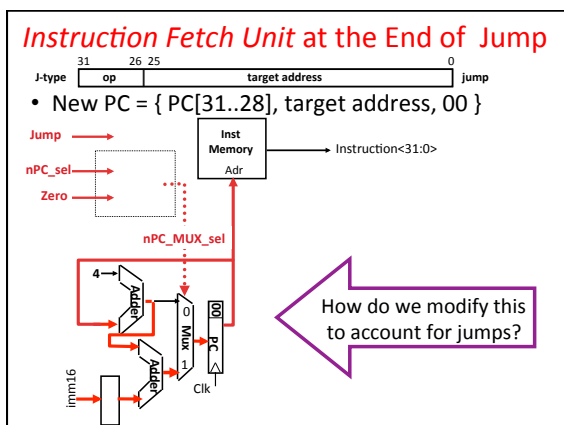 Instruction Fetch Unit at the End of Jump
31 26 25 0
J-type op target address jump
• New PC = { PC[31..28], target address, 00 }
Jump
Inst
Memory
Adr
Instruction<31:0>
nPC_sel
Zero
nPC_MUX_sel
4
Adder
0
Mux
1
00
PC
Adder
imm16
Clk
How do we modify this
to account for jumps?